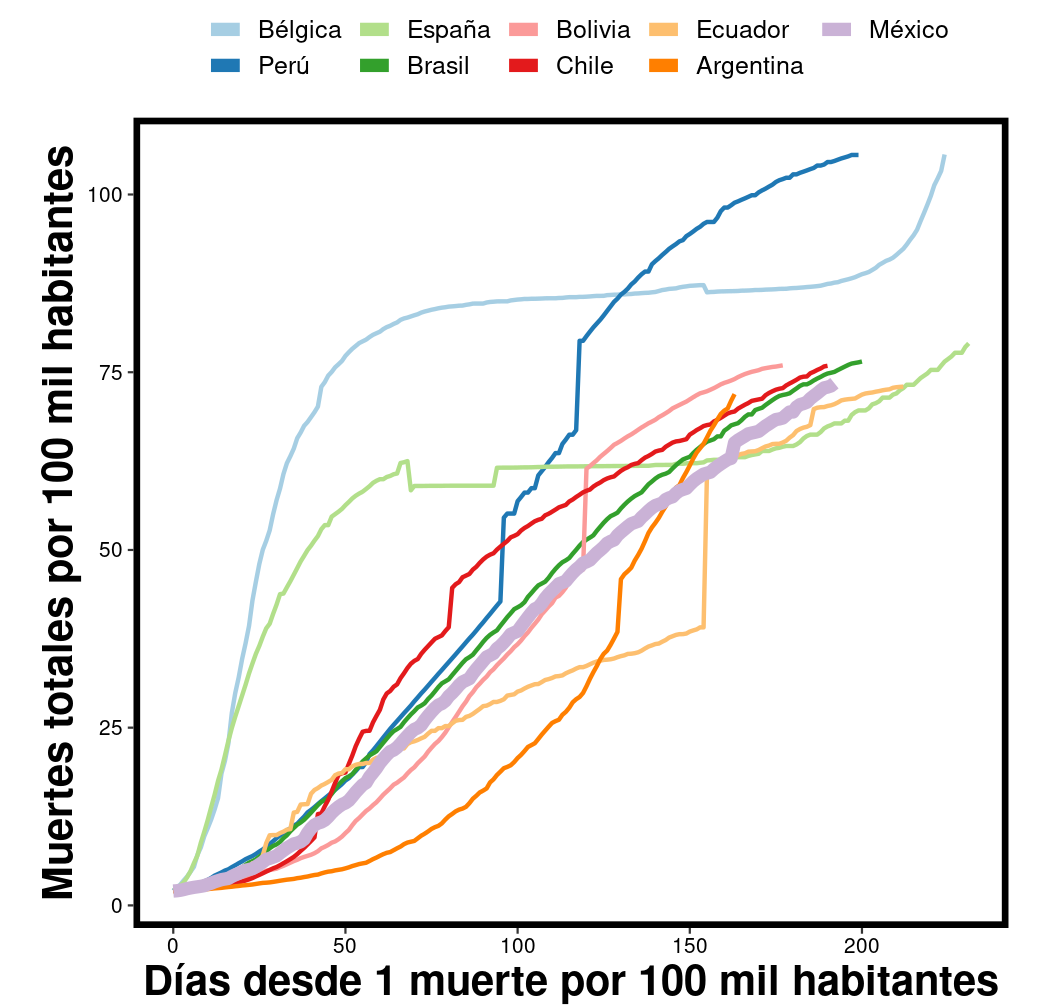 Bélgica España Bolivia Ecuador México
Perú Brasil Chile Argentina
Muertes totales por 100 mil habitantes
100
75
50
25
0
0 50 100 150 200
Días desde 1 muerte por 100 mil habitantes